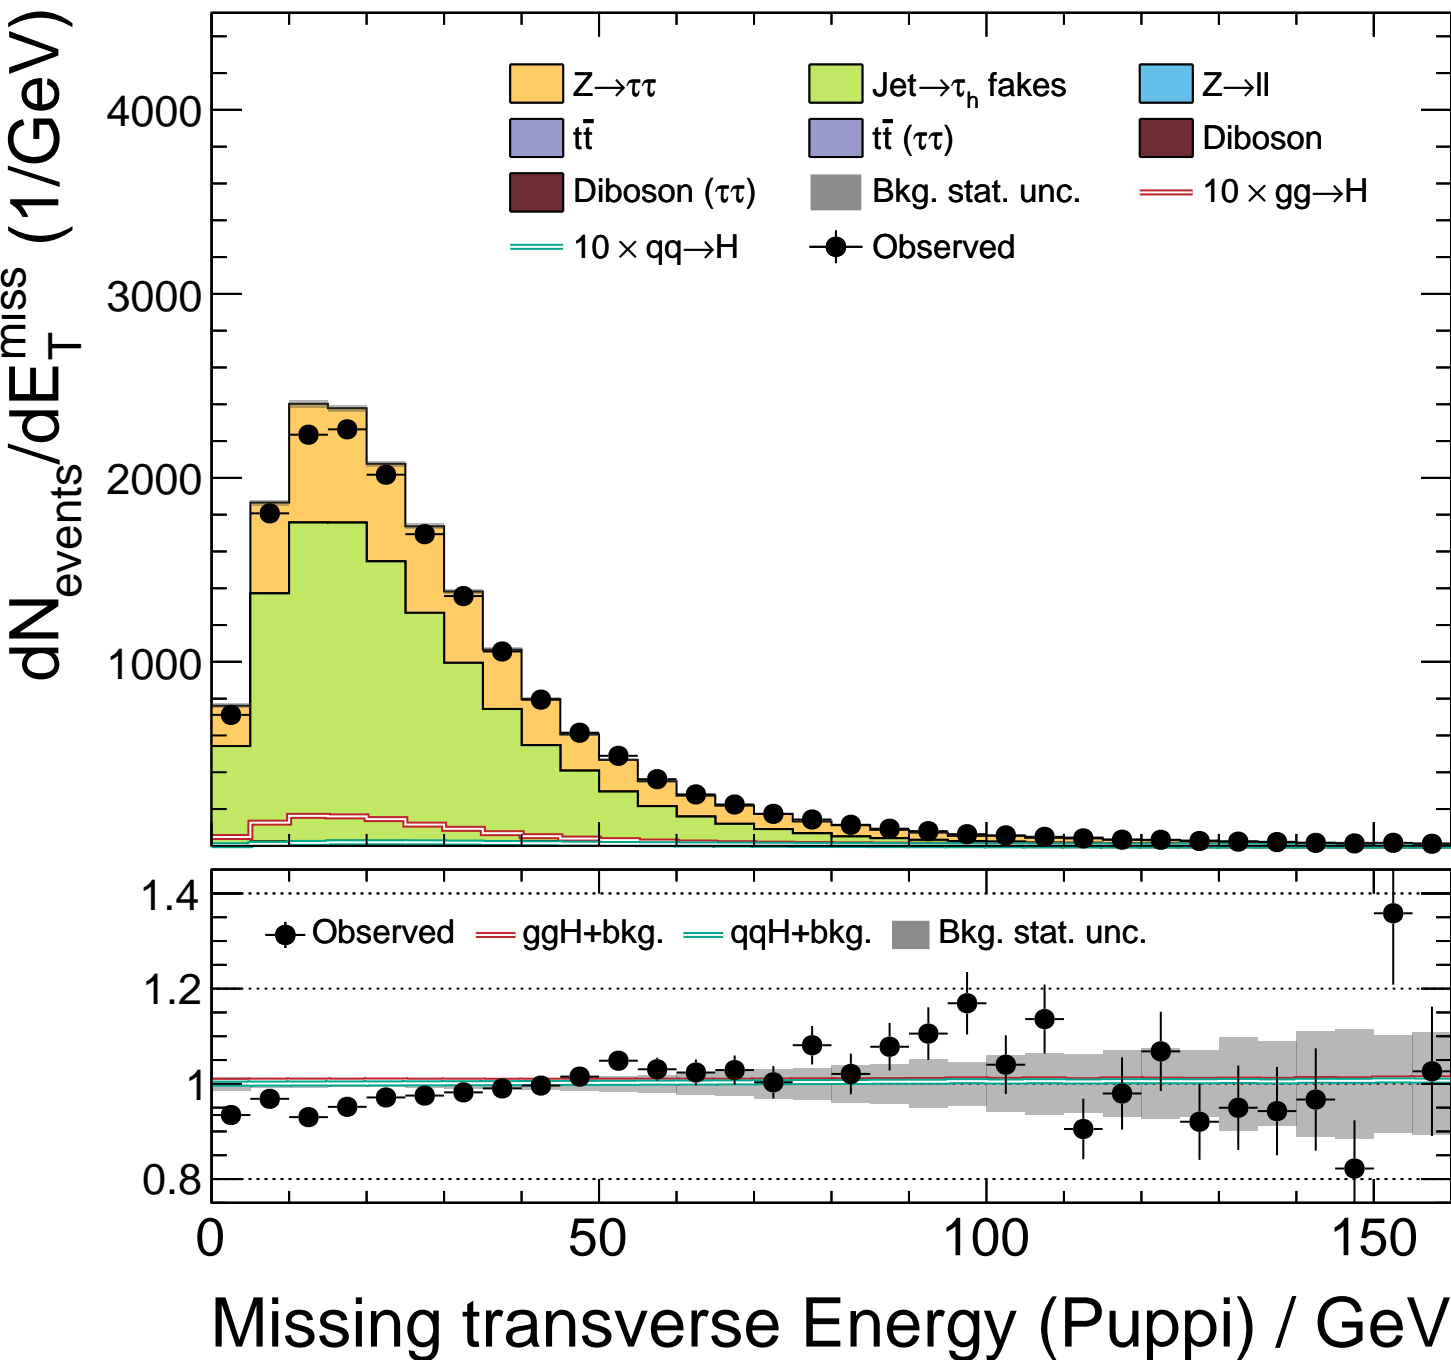 dN_events/dE_T^miss (1/GeV)
4000
3000
2000
1000
Z→ττ Jet→τ_h fakes Z→ll
tt̄ tt̄ (ττ) Diboson
Diboson (ττ) Bkg. stat. unc. 10 × gg→H
10 × qq→H Observed
1.4
1.2
1
0.8
Observed ggH+bkg. qqH+bkg. Bkg. stat. unc.
0 50 100 150
Missing transverse Energy (Puppi) / GeV